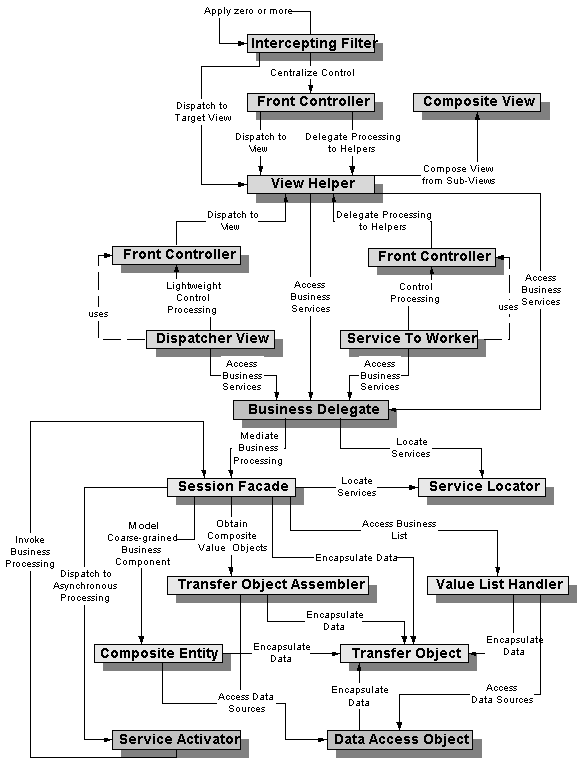 Apply zero or more
Intercepting Filter
Centralize Control
Dispatch to
Target View
Front Controller
Composite View
Dispatch to
View
Delegate Processing
to Helpers
Compose View
from Sub-Views
View Helper
Dispatch to
View
Delegate Processing
to Helpers
Front Controller
Front Controller
Lightweight
Control
Processing
Access
Business
Services
Control
Processing
Access
Business
Services
uses
uses
Dispatcher View
Service To Worker
Access
Business
Services
Access
Business
Services
Business Delegate
Mediate
Business
Processing
Locate
Services
Session Facade
Locate
Services
Service Locator
Invoke
Business
Processing
Model
Coarse-grained
Business
Component
Obtain
Composite
Value Objects
Access Business
List
Encapsulate Data
Dispatch to
Asynchronous
Processing
Transfer Object Assembler
Value List Handler
Encapsulate
Data
Composite Entity
Encapsulate
Data
Transfer Object
Encapsulate
Data
Access Data
Sources
Encapsulate
Data
Access
Data Sources
Service Activator
Data Access Object